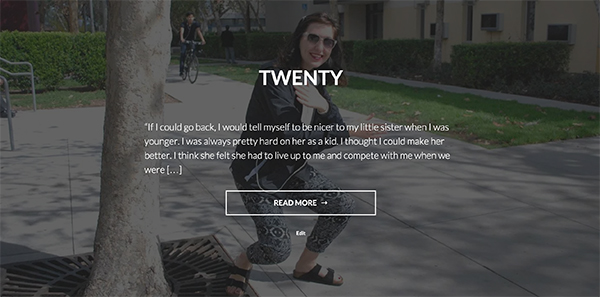 TWENTY
“If I could go back, I would tell myself to be nicer to my little sister when I was
younger. I was always pretty hard on her as a kid. I thought I could make her
better. I think she felt she had to live up to me and compete with me when we
were […]
READ MORE →
Edit